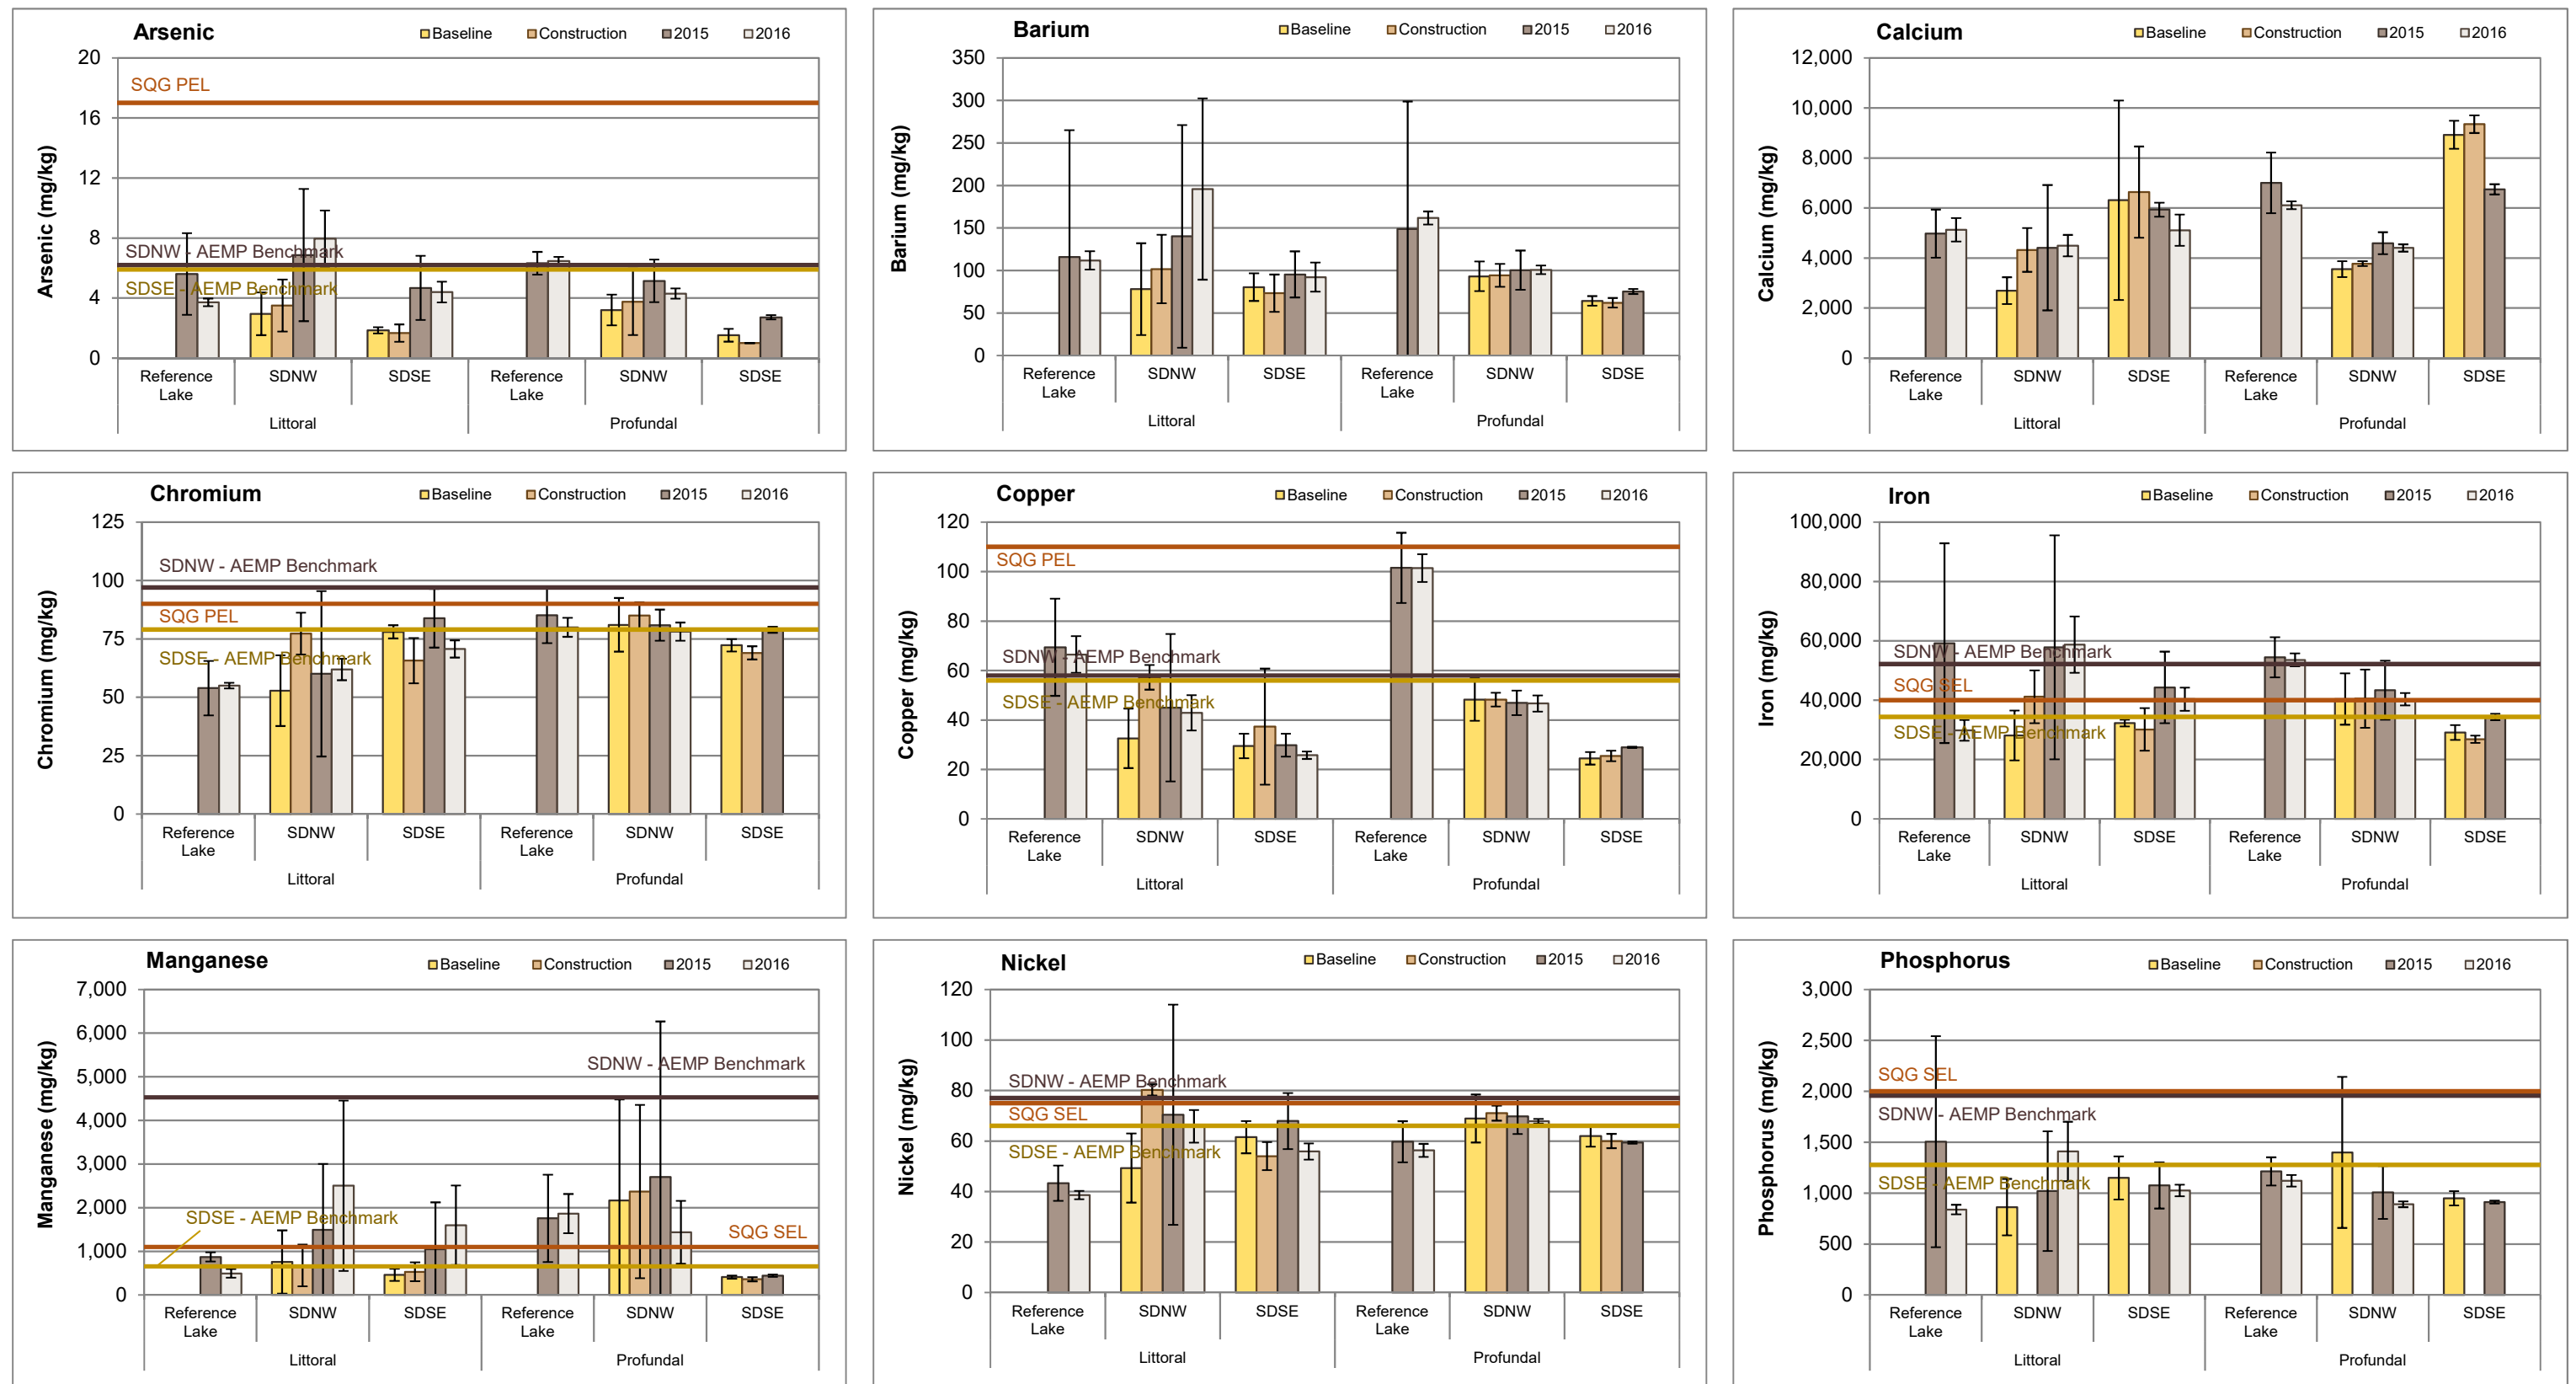 Arsenic
Baseline Construction 2015 2016
Arsenic (mg/kg)
20
16
12
8
4
0
SQG PEL
SDNW - AEMP Benchmark
SDSE - AEMP Benchmark
Reference Lake SDNW SDSE Reference Lake SDNW SDSE
Littoral Profundal
Barium
Baseline Construction 2015 2016
Barium (mg/kg)
350
300
250
200
150
100
50
0
Reference Lake SDNW SDSE Reference Lake SDNW SDSE
Littoral Profundal
Calcium
Baseline Construction 2015 2016
Calcium (mg/kg)
12,000
10,000
8,000
6,000
4,000
2,000
0
Reference Lake SDNW SDSE Reference Lake SDNW SDSE
Littoral Profundal
Chromium
Baseline Construction 2015 2016
Chromium (mg/kg)
125
100
75
50
25
0
SDNW - AEMP Benchmark
SQG PEL
SDSE - AEMP Benchmark
Reference Lake SDNW SDSE Reference Lake SDNW SDSE
Littoral Profundal
Copper
Baseline Construction 2015 2016
Copper (mg/kg)
120
100
80
60
40
20
0
SQG PEL
SDNW - AEMP Benchmark
SDSE - AEMP Benchmark
Reference Lake SDNW SDSE Reference Lake SDNW SDSE
Littoral Profundal
Iron
Baseline Construction 2015 2016
Iron (mg/kg)
100,000
80,000
60,000
40,000
20,000
0
SDNW - AEMP Benchmark
SQG SEL
SDSE - AEMP Benchmark
Reference Lake SDNW SDSE Reference Lake SDNW SDSE
Littoral Profundal
Manganese
Baseline Construction 2015 2016
Manganese (mg/kg)
7,000
6,000
5,000
4,000
3,000
2,000
1,000
0
SDNW - AEMP Benchmark
SDSE - AEMP Benchmark
SQG SEL
Reference Lake SDNW SDSE Reference Lake SDNW SDSE
Littoral Profundal
Nickel
Baseline Construction 2015 2016
Nickel (mg/kg)
120
100
80
60
40
20
0
SDNW - AEMP Benchmark
SQG SEL
SDSE - AEMP Benchmark
Reference Lake SDNW SDSE Reference Lake SDNW SDSE
Littoral Profundal
Phosphorus
Baseline Construction 2015 2016
Phosphorus (mg/kg)
3,000
2,500
2,000
1,500
1,000
500
0
SQG SEL
SDNW - AEMP Benchmark
SDSE - AEMP Benchmark
Reference Lake SDNW SDSE Reference Lake SDNW SDSE
Littoral Profundal